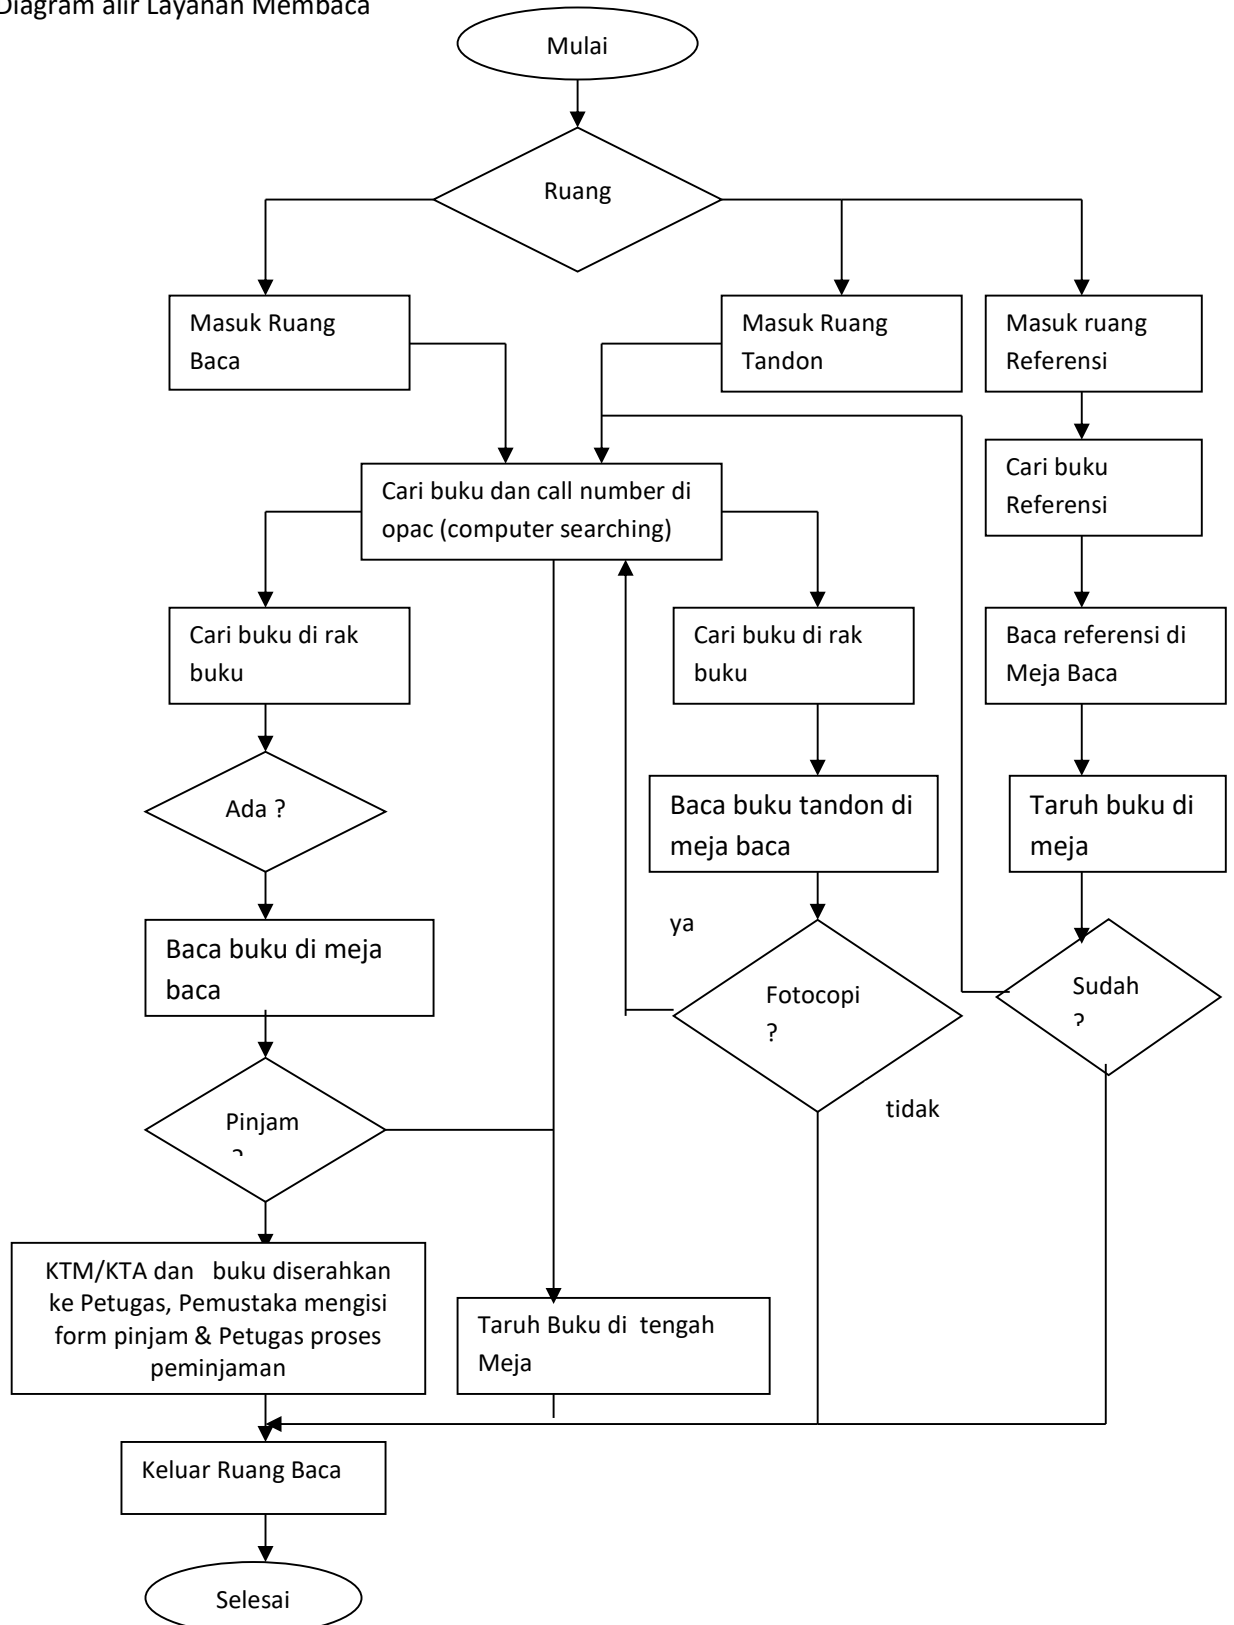 Diagram alir Layanan Membaca
Mulai
Ruang
Masuk Ruang
Baca
Masuk Ruang
Tandon
Masuk ruang
Referensi
Cari buku dan call number di
opac (computer searching)
Cari buku
Referensi
Cari buku di rak
buku
Cari buku di rak
buku
Baca referensi di
Meja Baca
Ada ?
Baca buku tandon di
meja baca
Taruh buku di
meja
ya
Baca buku di meja
baca
Fotocopi
?
Sudah
?
tidak
Pinjam
?
KTM/KTA dan   buku diserahkan
ke Petugas, Pemustaka mengisi
form pinjam & Petugas proses
peminjaman
Taruh Buku di  tengah
Meja
Keluar Ruang Baca
Selesai